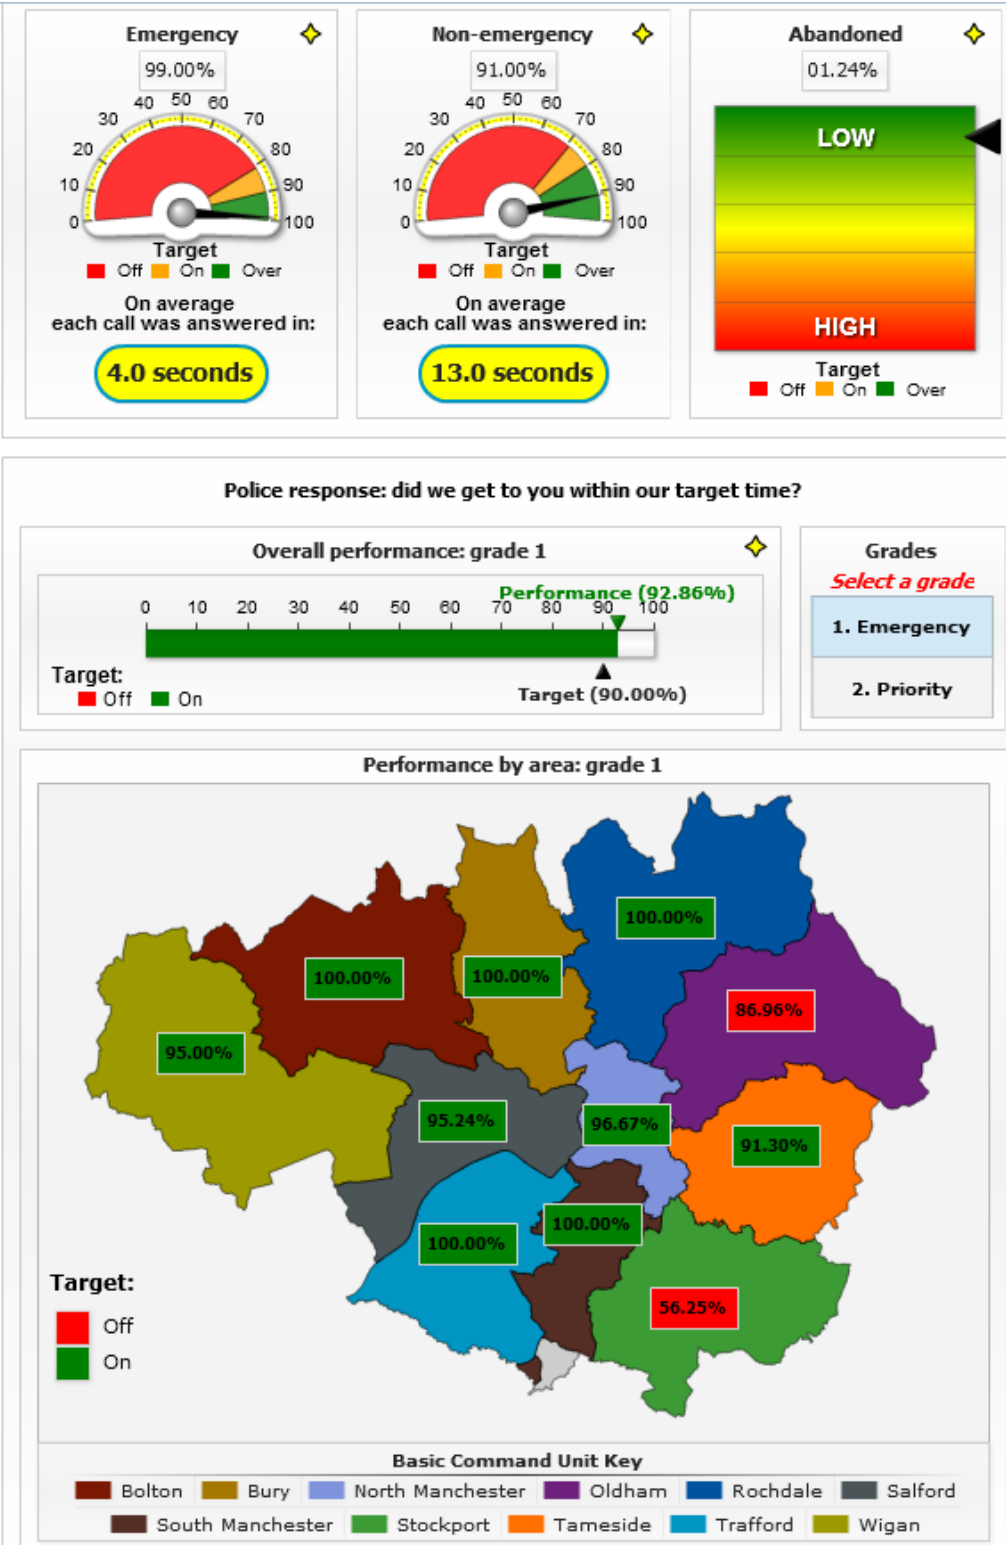 Emergency
99.00%
0 10 20 30 40 50 60 70 80 90 100
Target
Off On Over
On average
each call was answered in:
4.0 seconds
Non-emergency
91.00%
0 10 20 30 40 50 60 70 80 90 100
Target
Off On Over
On average
each call was answered in:
13.0 seconds
Abandoned
01.24%
LOW
HIGH
Target
Off On Over
Police response: did we get to you within our target time?
Overall performance: grade 1
Performance (92.86%)
0 10 20 30 40 50 60 70 80 90 100
Target:
Off On
Target (90.00%)
Grades
Select a grade
1. Emergency
2. Priority
Performance by area: grade 1
100.00%
100.00%
100.00%
86.96%
95.00%
95.24%
96.67%
91.30%
100.00%
100.00%
56.25%
Target:
Off
On
Basic Command Unit Key
Bolton Bury North Manchester Oldham Rochdale Salford
South Manchester Stockport Tameside Trafford Wigan